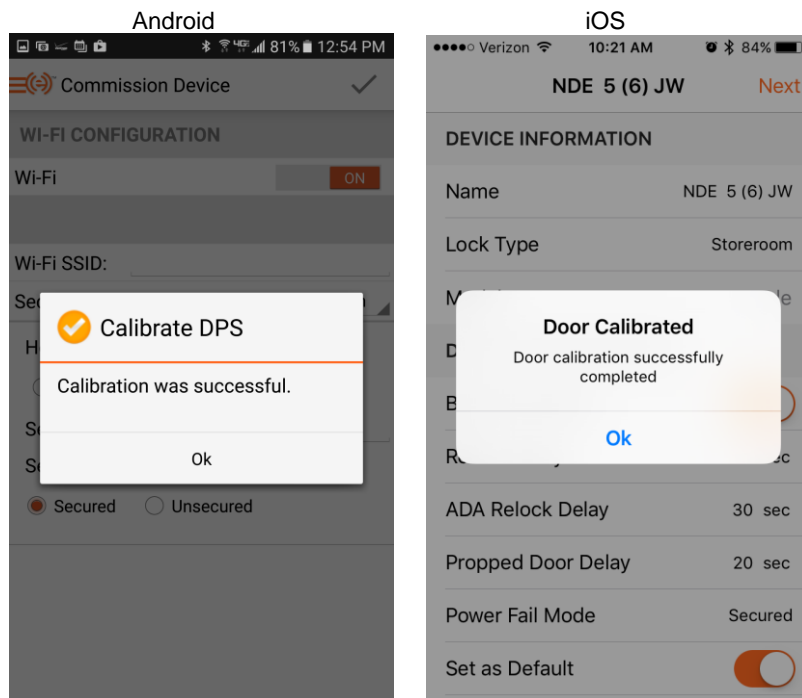 Android
81% 12:54 PM
Commission Device
WI-FI CONFIGURATION
Wi-Fi
ON
Wi-Fi SSID:
Calibrate DPS
Calibration was successful.
Ok
Secured Unsecured
iOS
Verizon 10:21 AM 84%
NDE 5 (6) JW Next
DEVICE INFORMATION
Name NDE 5 (6) JW
Lock Type Storeroom
Door Calibrated
Door calibration successfully
completed
Ok
ADA Relock Delay 30 sec
Propped Door Delay 20 sec
Power Fail Mode Secured
Set as Default